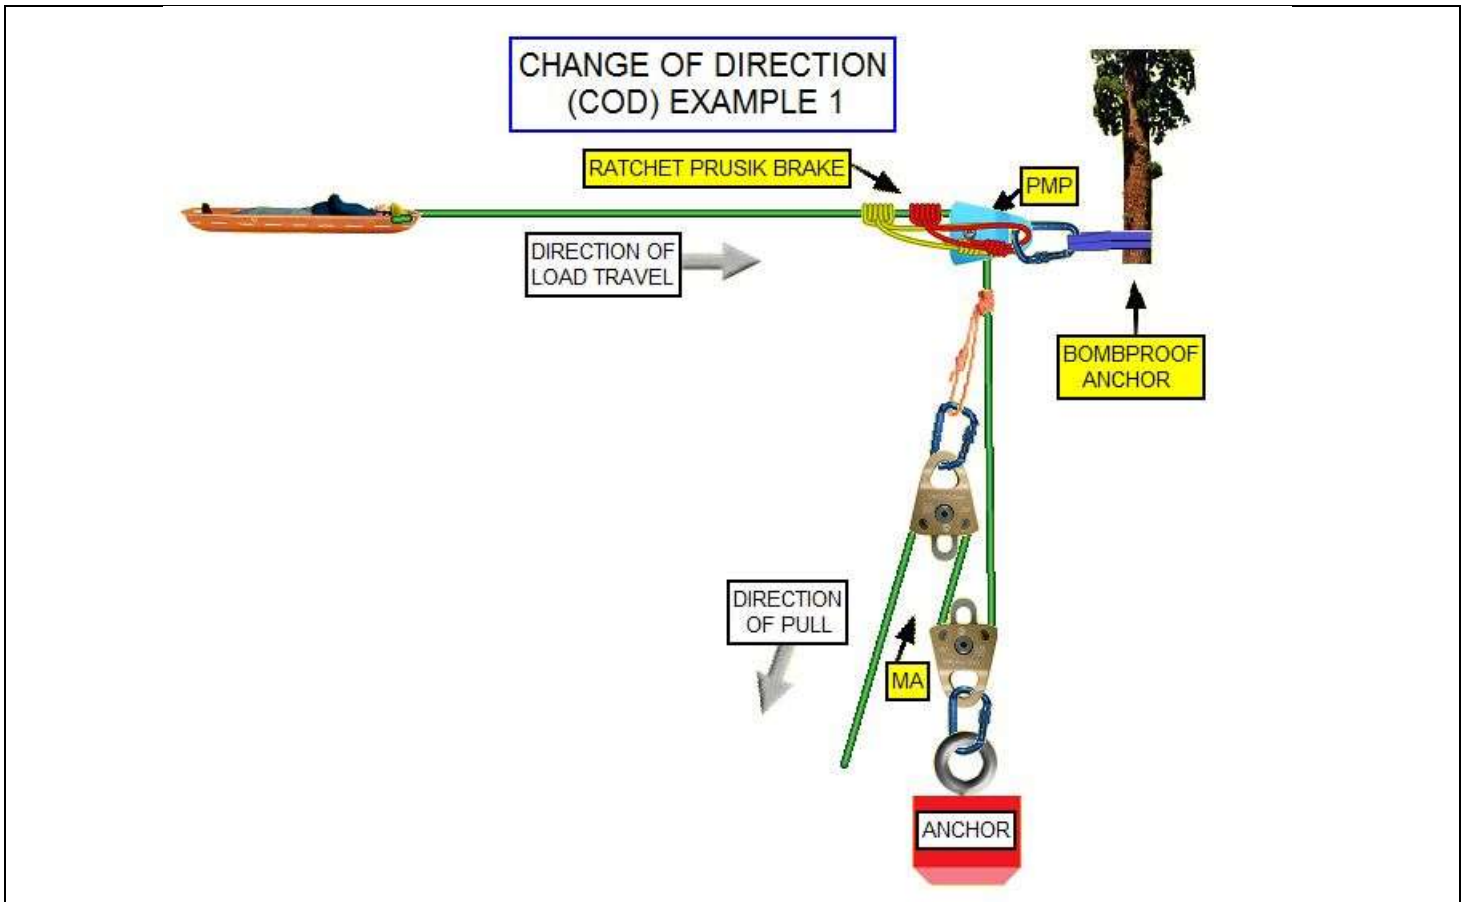 CHANGE OF DIRECTION
(COD) EXAMPLE 1
RATCHET PRUSIK BRAKE
PMP
DIRECTION OF
LOAD TRAVEL
BOMBPROOF
ANCHOR
DIRECTION
OF PULL
MA
ANCHOR